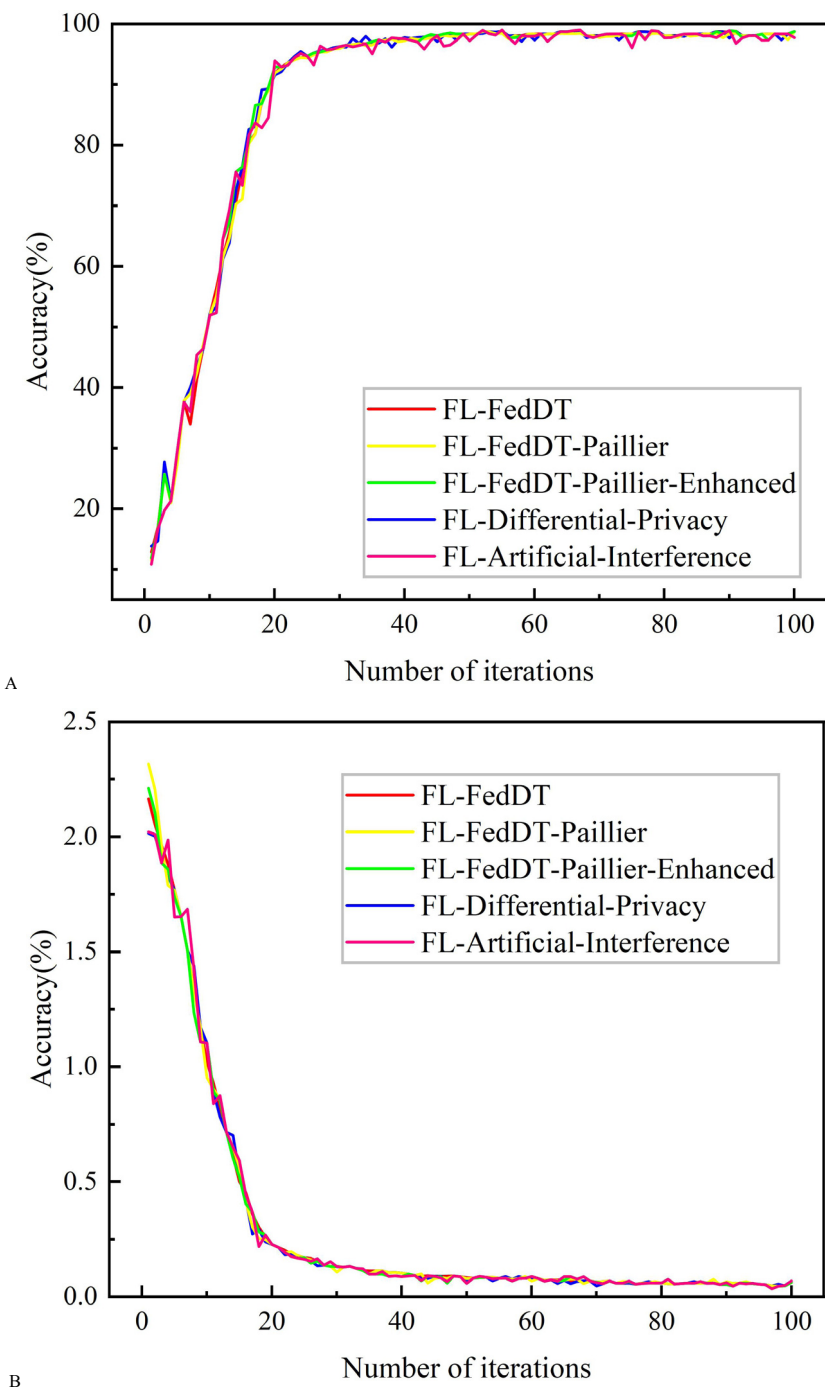 100
80
60
40
20
Accuracy(%)
FL-FedDT
FL-FedDT-Paillier
FL-FedDT-Paillier-Enhanced
FL-Differential-Privacy
FL-Artificial-Interference
0 20 40 60 80 100
Number of iterations
A
2.5
2.0
1.5
1.0
0.5
0.0
Accuracy(%)
FL-FedDT
FL-FedDT-Paillier
FL-FedDT-Paillier-Enhanced
FL-Differential-Privacy
FL-Artificial-Interference
0 20 40 60 80 100
Number of iterations
B